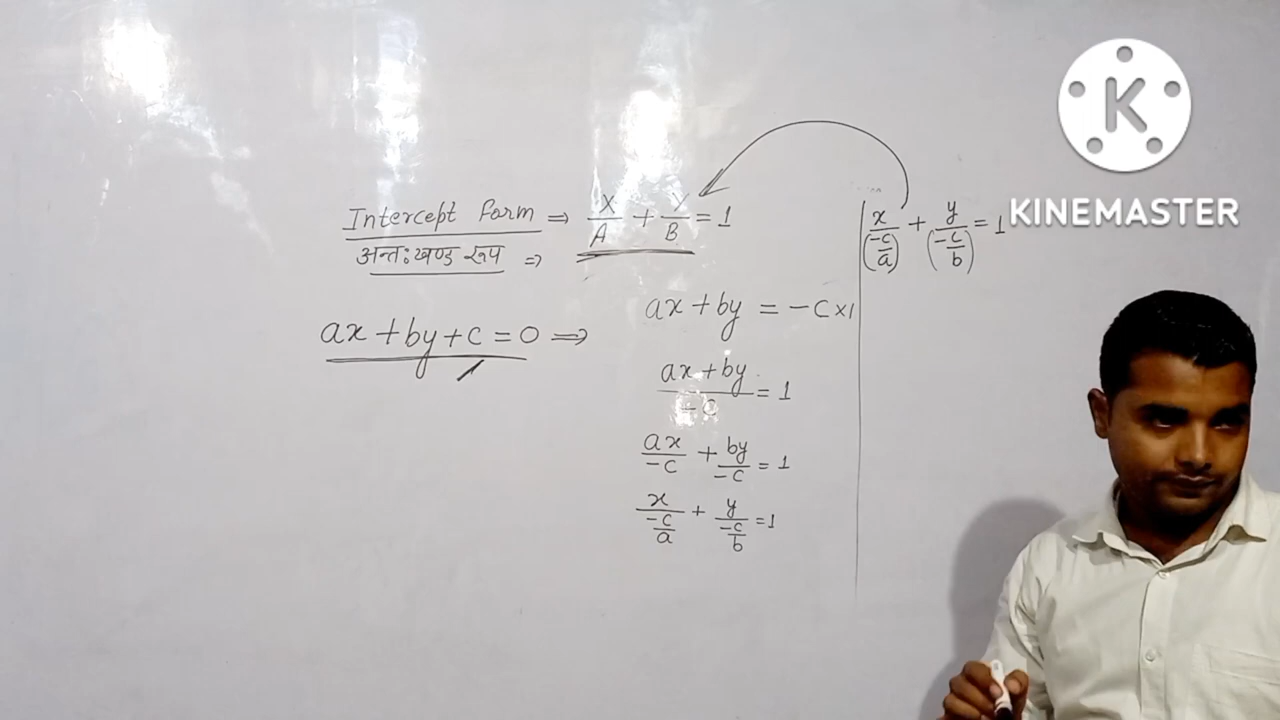 Intercept Form ⇒ X/A + Y/B = 1
अन्तः खण्ड रूप ⇒
ax + by + c = 0 ⇒
ax + by = -c×1
ax + by / -c = 1
ax/-c + by/-c = 1
x/(-c/a) + y/(-c/b) = 1
x/(-c/a) + y/(-c/b) = 1
K
KINEMASTER